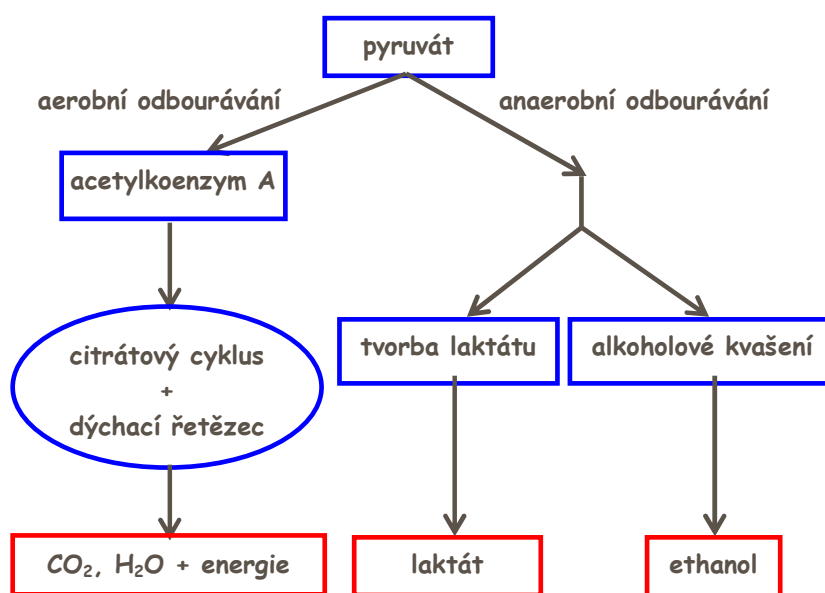 pyruvát
aerobní odbourávání
anaerobní odbourávání
acetylkoenzym A
citrátový cyklus
+
dýchací řetězec
tvorba laktátu
alkoholové kvašení
CO₂, H₂O + energie
laktát
ethanol